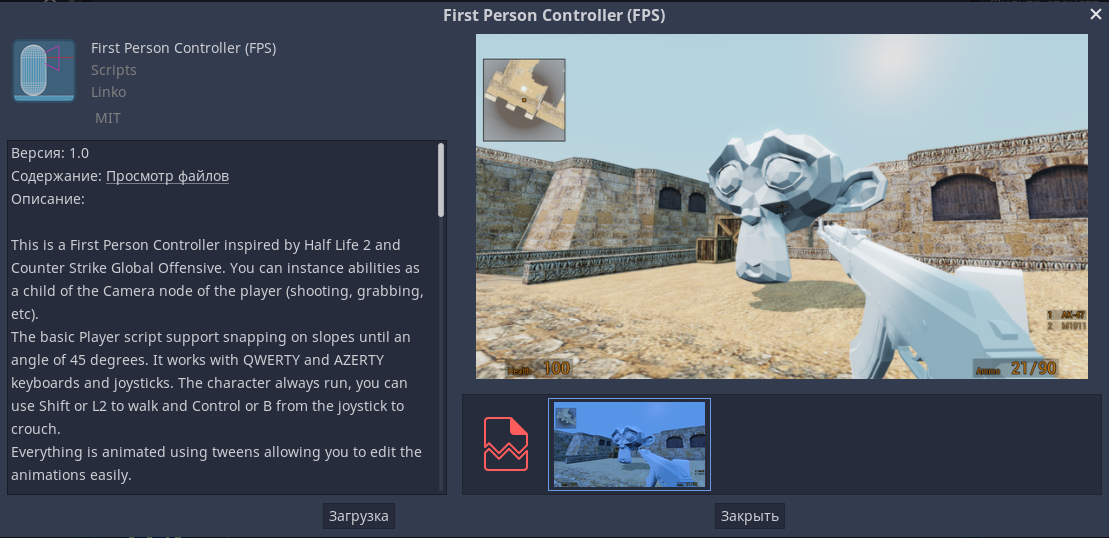 First Person Controller (FPS)
First Person Controller (FPS)
Scripts
Linko
MIT
Версия: 1.0
Содержание: Просмотр файлов
Описание:
This is a First Person Controller inspired by Half Life 2 and
Counter Strike Global Offensive. You can instance abilities as
a child of the Camera node of the player (shooting, grabbing,
etc).
The basic Player script support snapping on slopes until an
angle of 45 degrees. It works with QWERTY and AZERTY
keyboards and joysticks. The character always run, you can
use Shift or L2 to walk and Control or B from the joystick to
crouch.
Everything is animated using tweens allowing you to edit the
animations easily.
1 AK-47
2 M1911
Health 100
Ammo 21/90
Загрузка
Закрыть